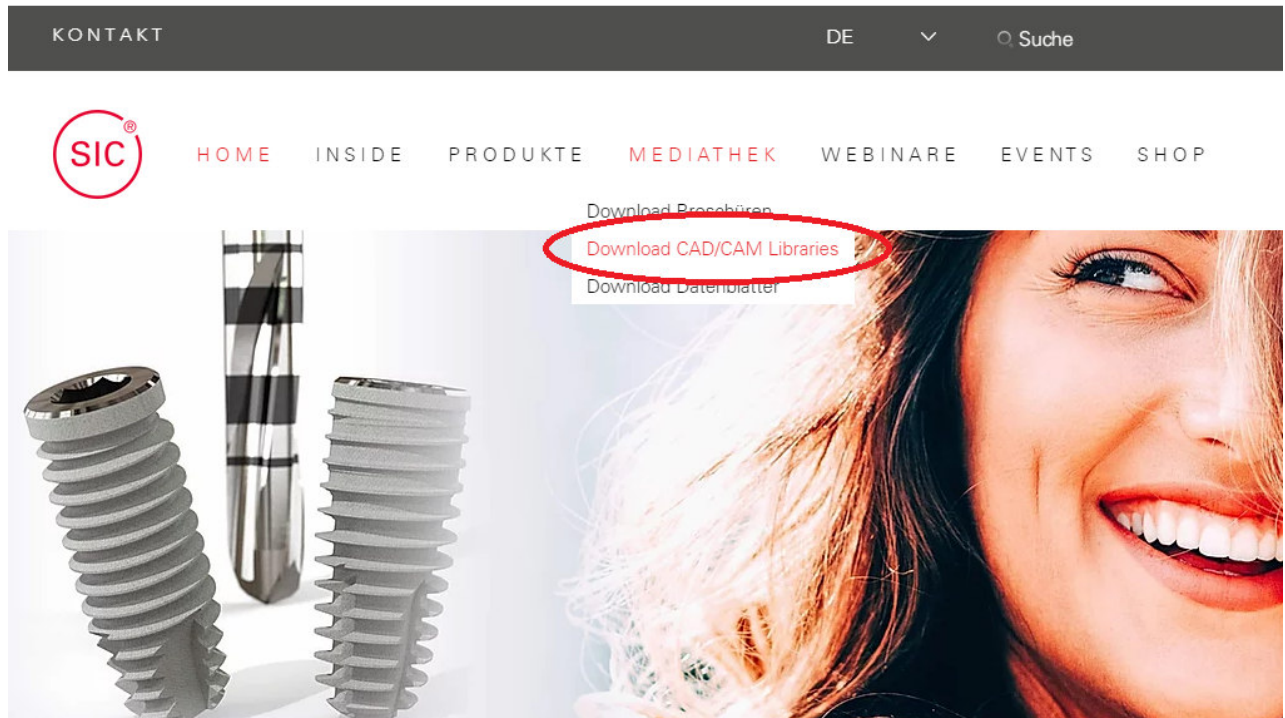 KONTAKT DE Suche
SIC®
HOME INSIDE PRODUKTE MEDIATHEK WEBINARE EVENTS SHOP
Download Broschüren
Download CAD/CAM Libraries
Download Datenblätter